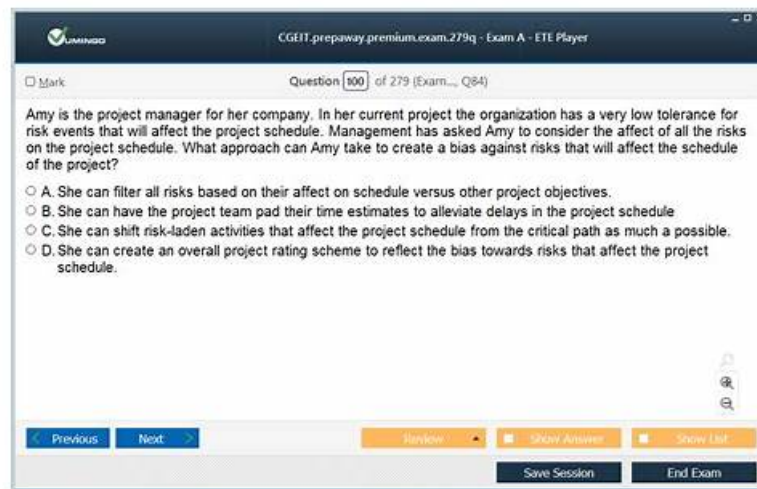 VUMINGO
CGEIT.prepaway.premium.exam.279q - Exam A - ETE Player
Mark
Question 100 of 279 (Exam..., Q84)
Amy is the project manager for her company. In her current project the organization has a very low tolerance for
risk events that will affect the project schedule. Management has asked Amy to consider the affect of all the risks
on the project schedule. What approach can Amy take to create a bias against risks that will affect the schedule
of the project?
A. She can filter all risks based on their affect on schedule versus other project objectives.
B. She can have the project team pad their time estimates to alleviate delays in the project schedule
C. She can shift risk-laden activities that affect the project schedule from the critical path as much a possible.
D. She can create an overall project rating scheme to reflect the bias towards risks that affect the project
schedule.
Previous Next Review Show Answer Show List
Save Session End Exam